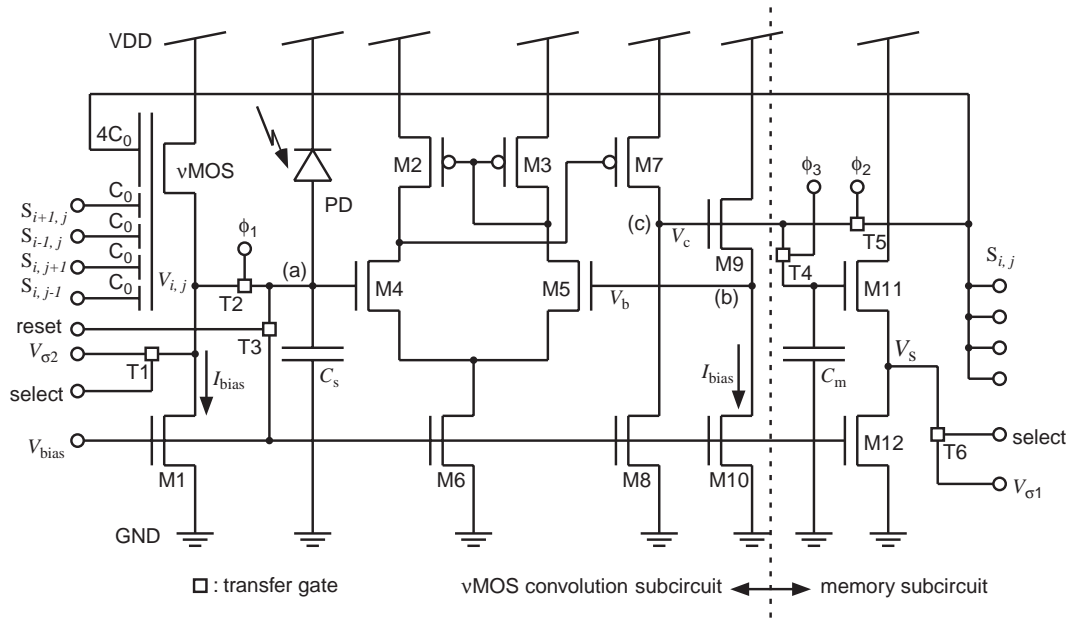 VDD
4C0
νMOS
C0
C0
C0
C0
Si+1, j
Si-1, j
Si, j+1
Si, j-1
Vi, j
reset
Vσ2
select
Vbias
T1
Ibias
M1
GND
ϕ1
T2
T3
(a)
PD
Cs
M2
M3
M4
M5
M6
M7
M8
(c)
Vc
M9
(b)
Vb
Ibias
M10
ϕ3
ϕ2
T4
T5
M11
Cm
Vs
M12
Si, j
T6
select
Vσ1
: transfer gate
νMOS convolution subcircuit
memory subcircuit